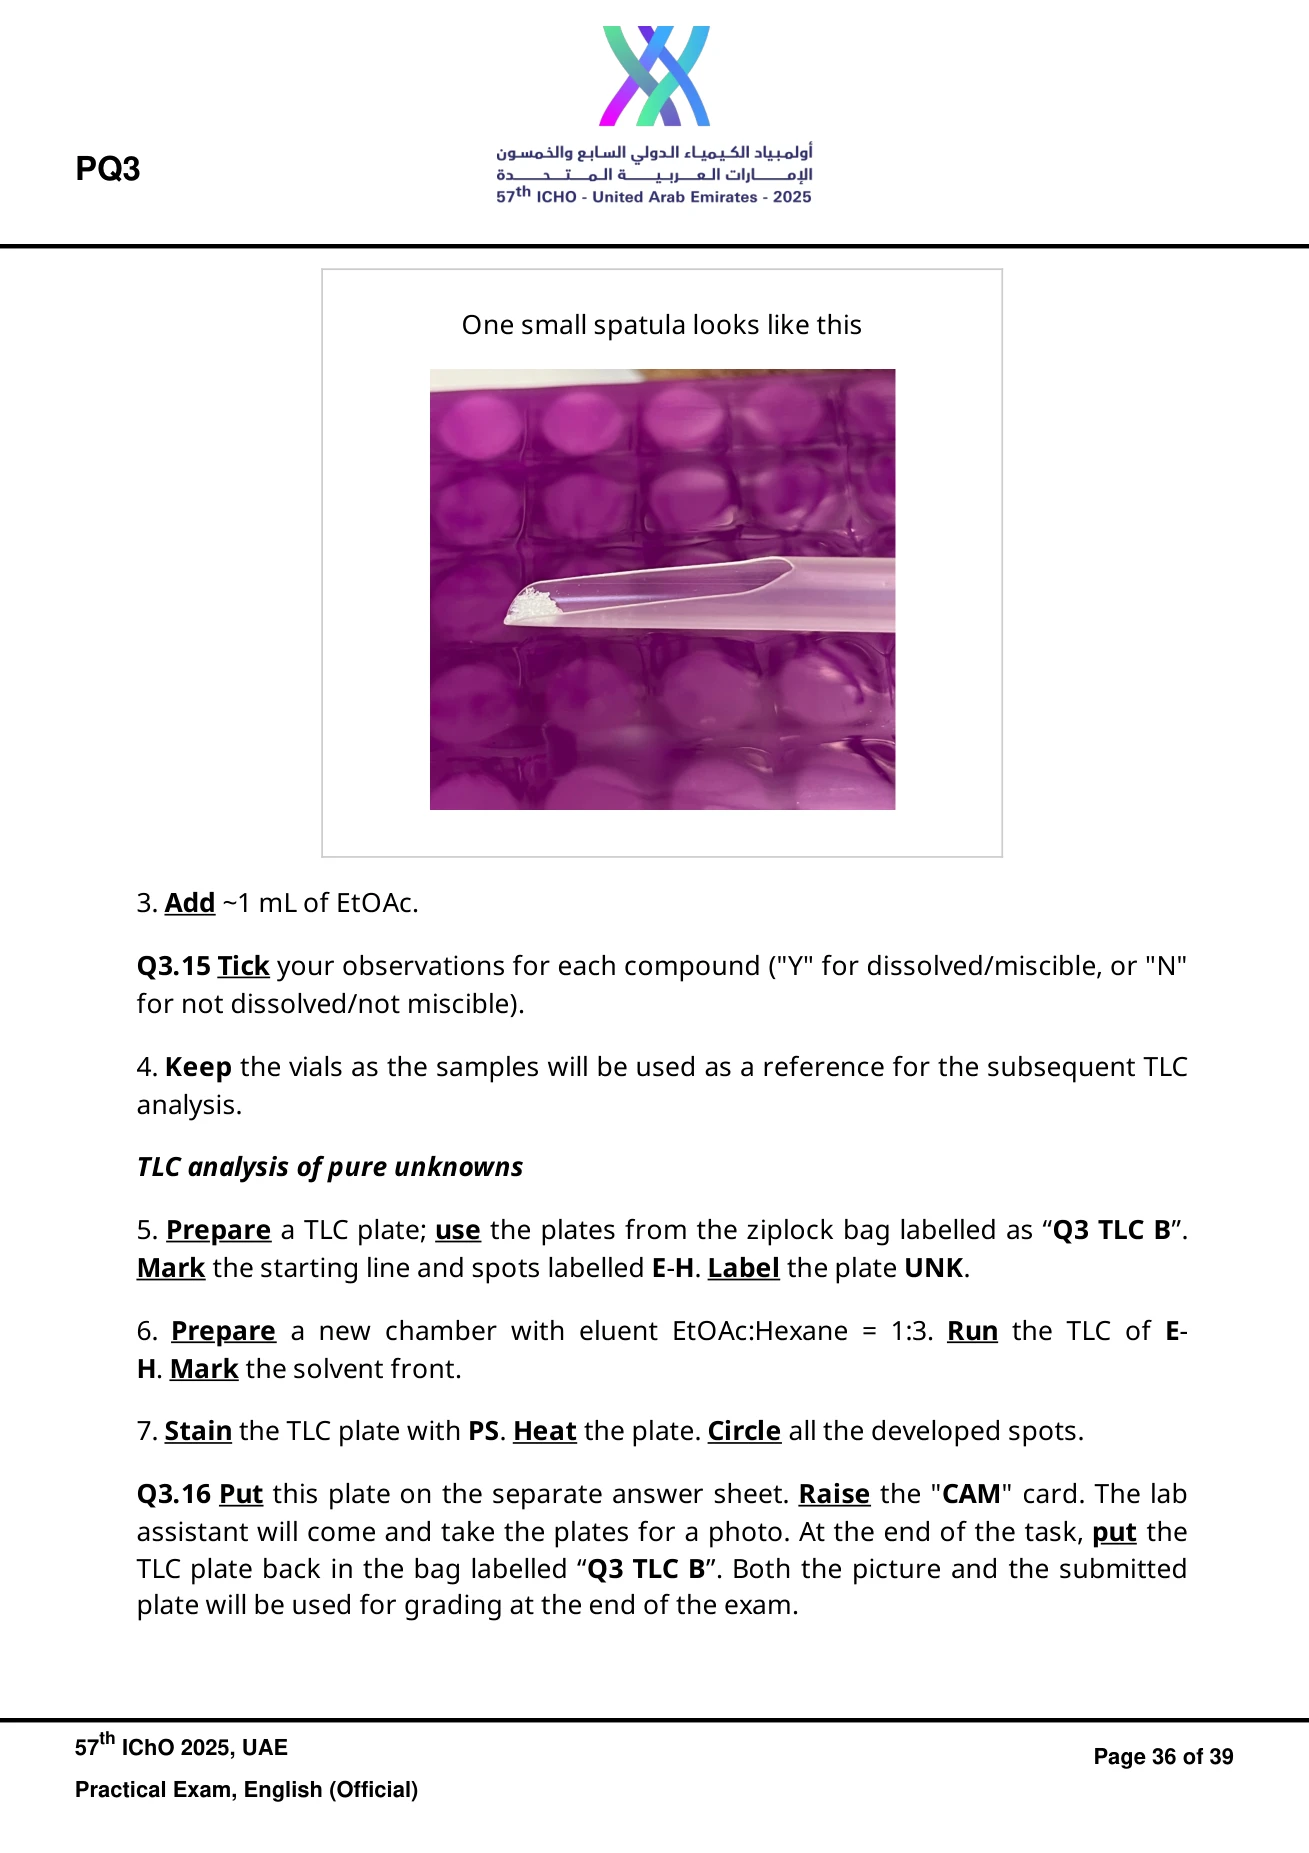 PQ3
أولمبياد الكيمياء الدولي السابع والخمسون
الإمارات العربية المتحدة
57th ICHO - United Arab Emirates - 2025
One small spatula looks like this
3. Add ~1 mL of EtOAc.
Q3.15 Tick your observations for each compound ("Y" for dissolved/miscible, or "N"
for not dissolved/not miscible).
4. Keep the vials as the samples will be used as a reference for the subsequent TLC
analysis.
TLC analysis of pure unknowns
5. Prepare a TLC plate; use the plates from the ziplock bag labelled as “Q3 TLC B”.
Mark the starting line and spots labelled E-H. Label the plate UNK.
6. Prepare a new chamber with eluent EtOAc:Hexane = 1:3. Run the TLC of E-
H. Mark the solvent front.
7. Stain the TLC plate with PS. Heat the plate. Circle all the developed spots.
Q3.16 Put this plate on the separate answer sheet. Raise the "CAM" card. The lab
assistant will come and take the plates for a photo. At the end of the task, put the
TLC plate back in the bag labelled “Q3 TLC B”. Both the picture and the submitted
plate will be used for grading at the end of the exam.
57th IChO 2025, UAE
Practical Exam, English (Official)
Page 36 of 39